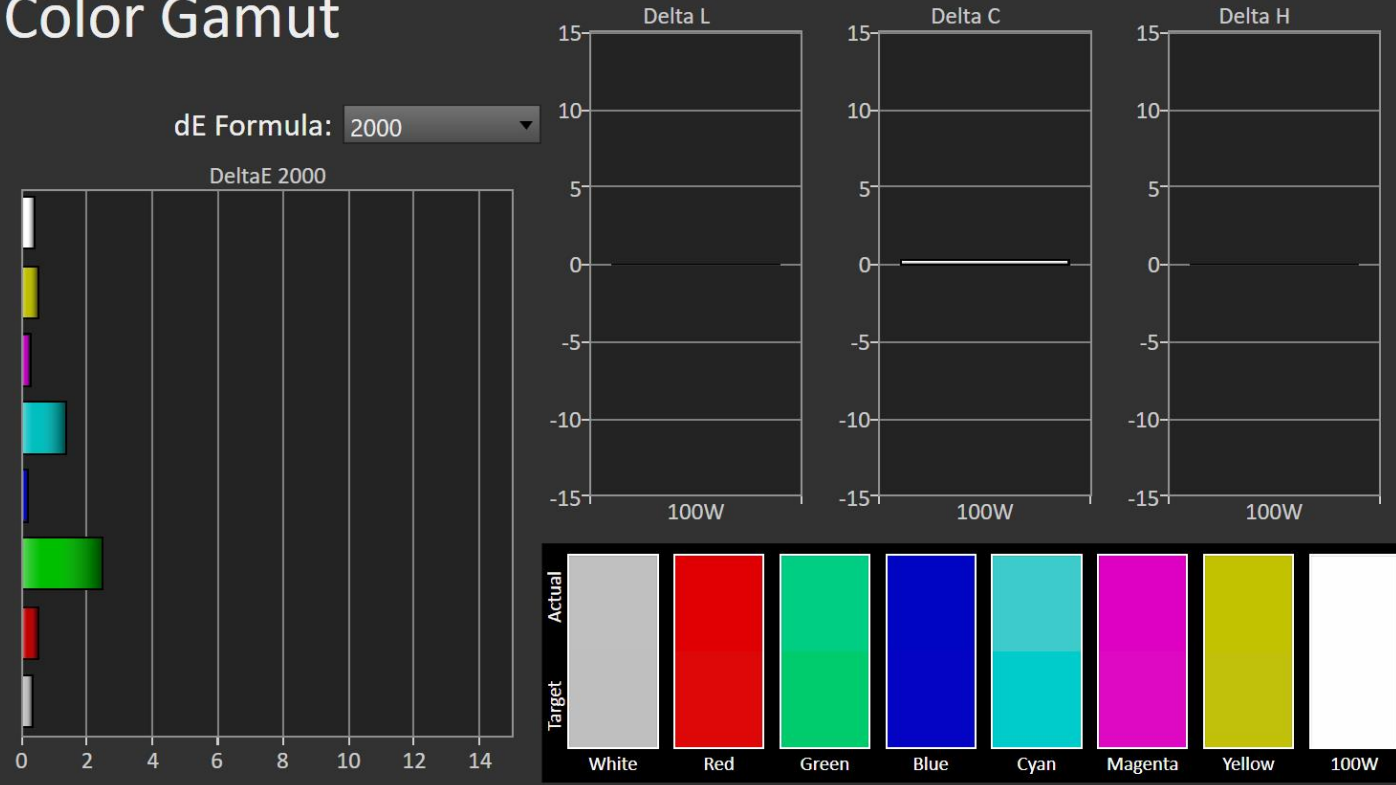 Color Gamut
dE Formula: 2000
DeltaE 2000
0 2 4 6 8 10 12 14
Delta L
15
10
5
0
-5
-10
-15
100W
Delta C
15
10
5
0
-5
-10
-15
100W
Delta H
15
10
5
0
-5
-10
-15
100W
Actual
Target
White Red Green Blue Cyan Magenta Yellow 100W